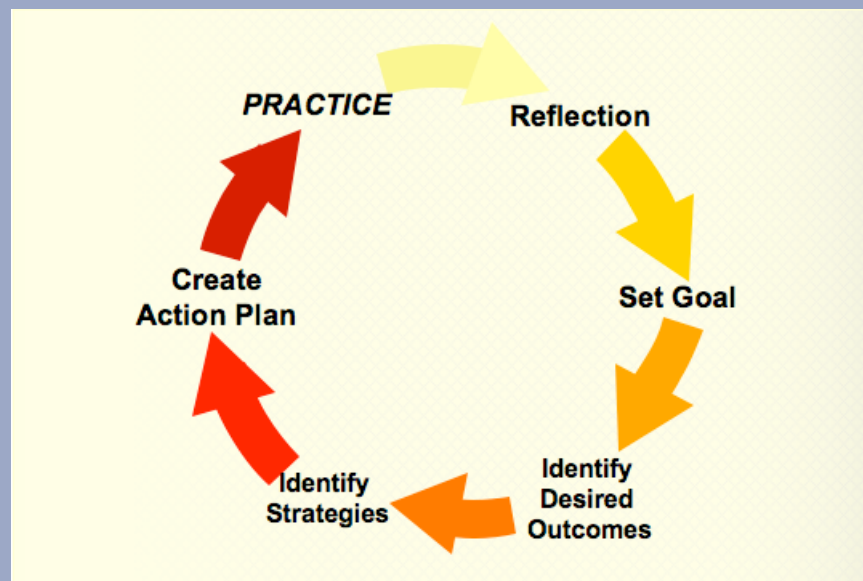 PRACTICE
Reflection
Set Goal
Identify
Desired
Outcomes
Identify
Strategies
Create
Action Plan